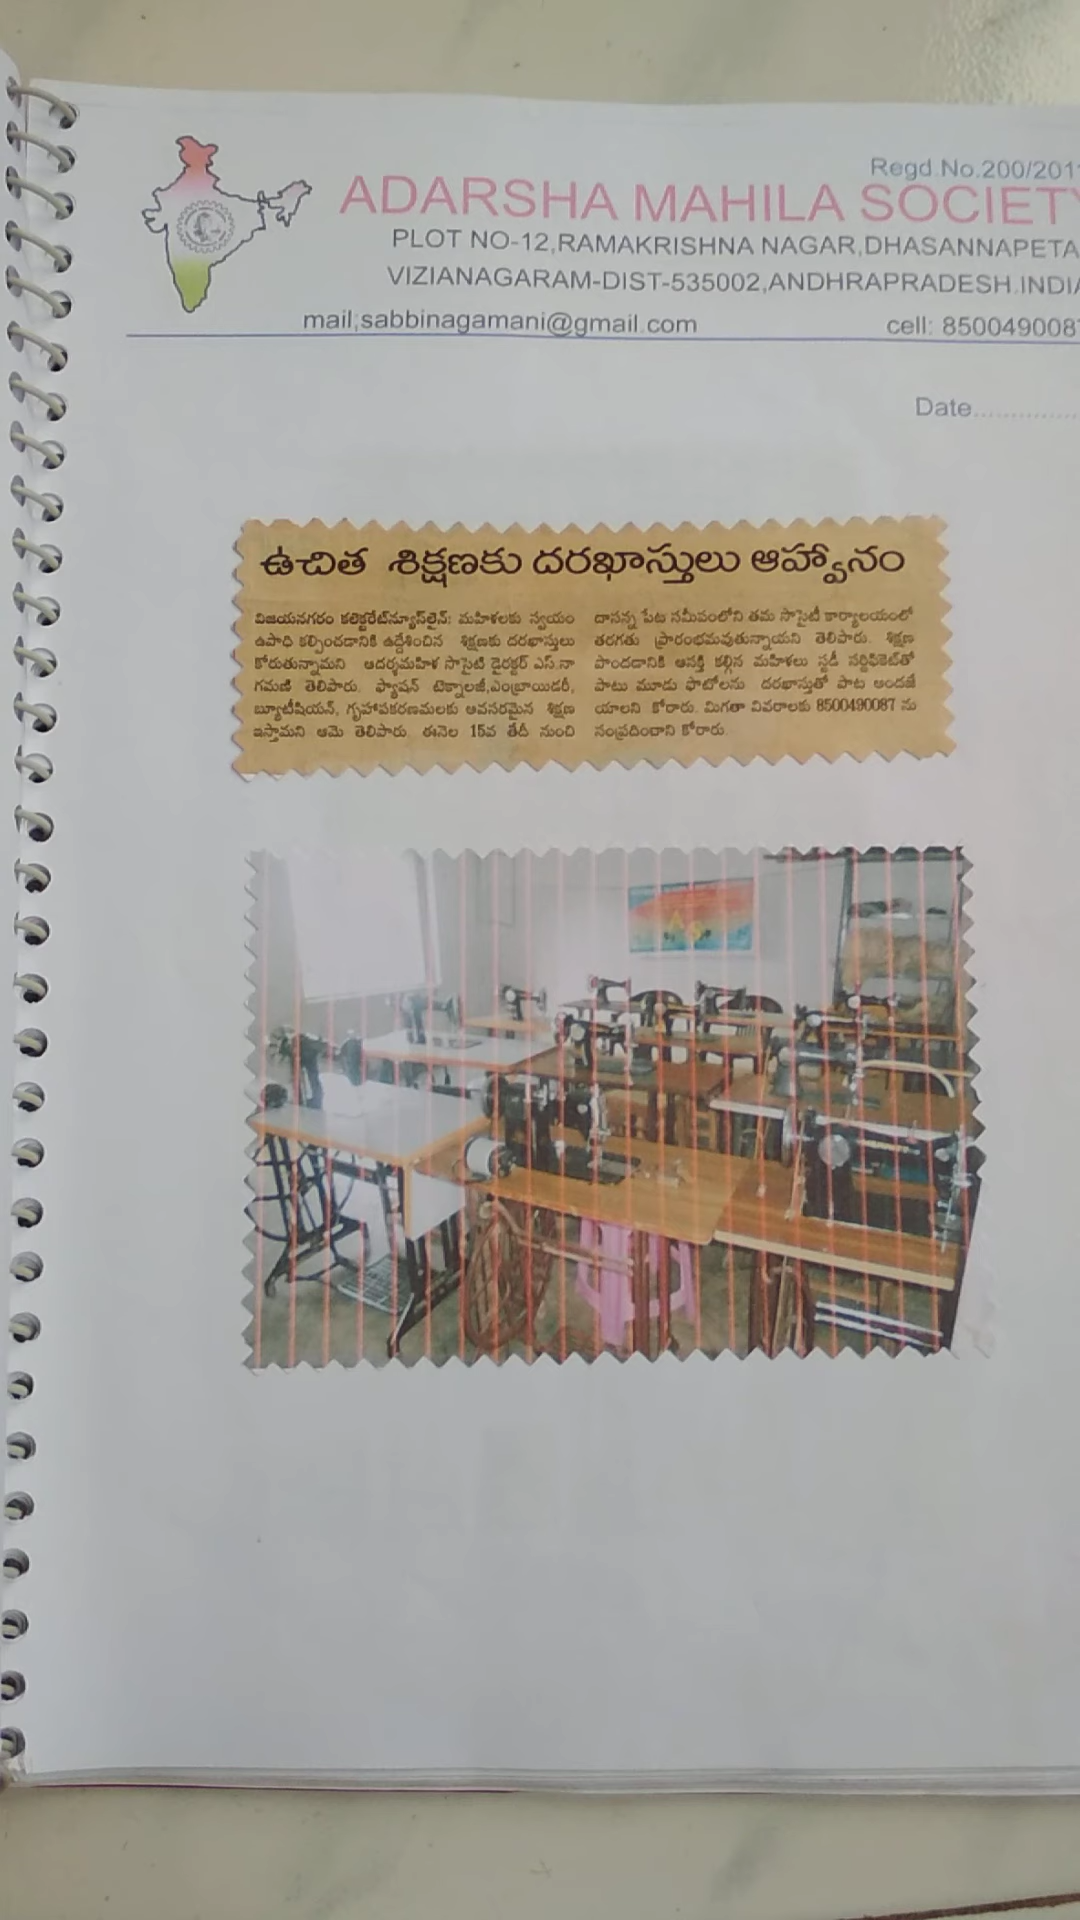 Regd.No.200/201
ADARSHA MAHILA SOCIETY
PLOT NO-12,RAMAKRISHNA NAGAR,DHASANNAPETA
VIZIANAGARAM-DIST-535002,ANDHRAPRADESH.INDIA
mail;sabbinagamani@gmail.com
cell: 8500490087
Date..............
ఉచిత శిక్షణకు దరఖాస్తులు ఆహ్వానం
విజయనగరం కలెక్టరేట్‌న్యూస్‌లైన్: మహిళలకు స్వయం
ఉపాధి కల్పించడానికి ఉద్దేశించిన శిక్షణకు దరఖాస్తులు
కోరుతున్నామని ఆదర్శమహిళ సొసైటి డైరెక్టర్ ఎస్.నా
గమణి తెలిపారు. ఫ్యాషన్ టెక్నాలజీ,ఎంబ్రాయిడరీ,
బ్యూటీషియన్, గృహోపకరణములకు అవసరమైన శిక్షణ
ఇస్తామని ఆమె తెలిపారు. ఈనెల 15వ తేదీ నుంచి
దాసన్న పేట సమీపంలోని తమ సొసైటీ కార్యాలయంలో
తరగతు ప్రారంభమవుతున్నాయని తెలిపారు. శిక్షణ
పొందడానికి ఆసక్తి కల్గిన మహిళలు స్టడీ సర్టిఫికెట్‌తో
పాటు మూడు ఫొటోలను దరఖాస్తుతో పాట అందజే
యాలని కోరారు. మిగతా వివరాలకు 8500490087 ను
సంప్రదించాని కోరారు.